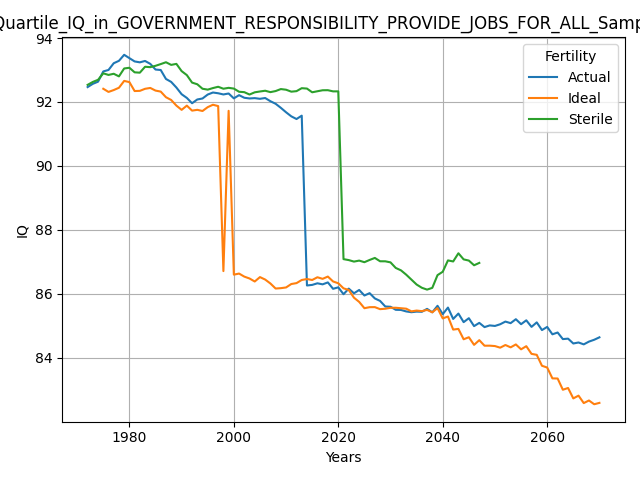 Quartile_IQ_in_GOVERNMENT_RESPONSIBILITY_PROVIDE_JOBS_FOR_ALL_Samp
94
92
90
88
86
84
IQ
Fertility
Actual
Ideal
Sterile
1980
2000
2020
2040
2060
Years